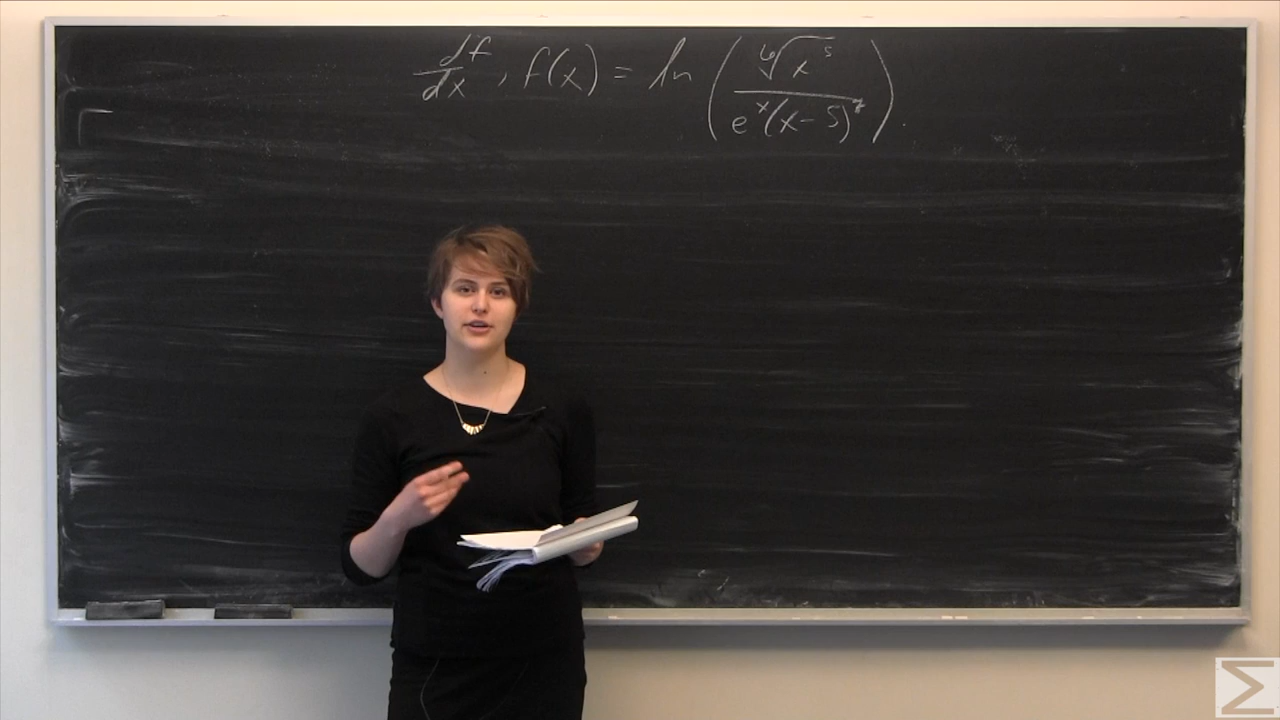 df/dx , f(x) = ln ( ⁶√x⁵ / eˣ(x-5)⁷ ).
Σ